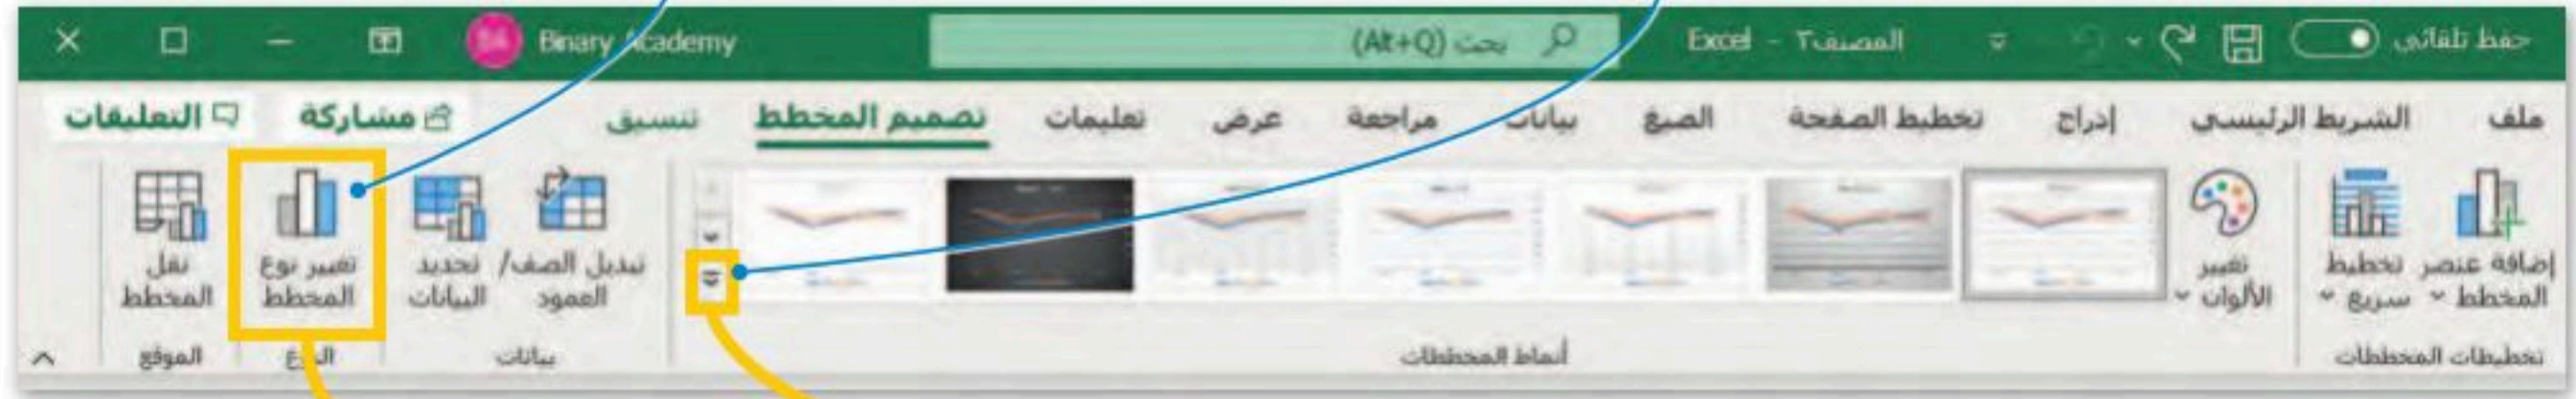 حفظ تلقائي
المصنف٣ - Excel
بحث (Alt+Q)
Binary Academy
ملف
الشريط الرئيسي
إدراج
تخطيط الصفحة
الصيغ
بيانات
مراجعة
عرض
تعليمات
تصميم المخطط
تنسيق
مشاركة
التعليقات
إضافة عنصر
المخطط
تخطيط
سريع
تغيير
الألوان
تبديل الصف/
العمود
تحديد
البيانات
تغيير نوع
المخطط
نقل
المخطط
تخطيطات المخططات
أنماط المخططات
بيانات
النوع
الموقع